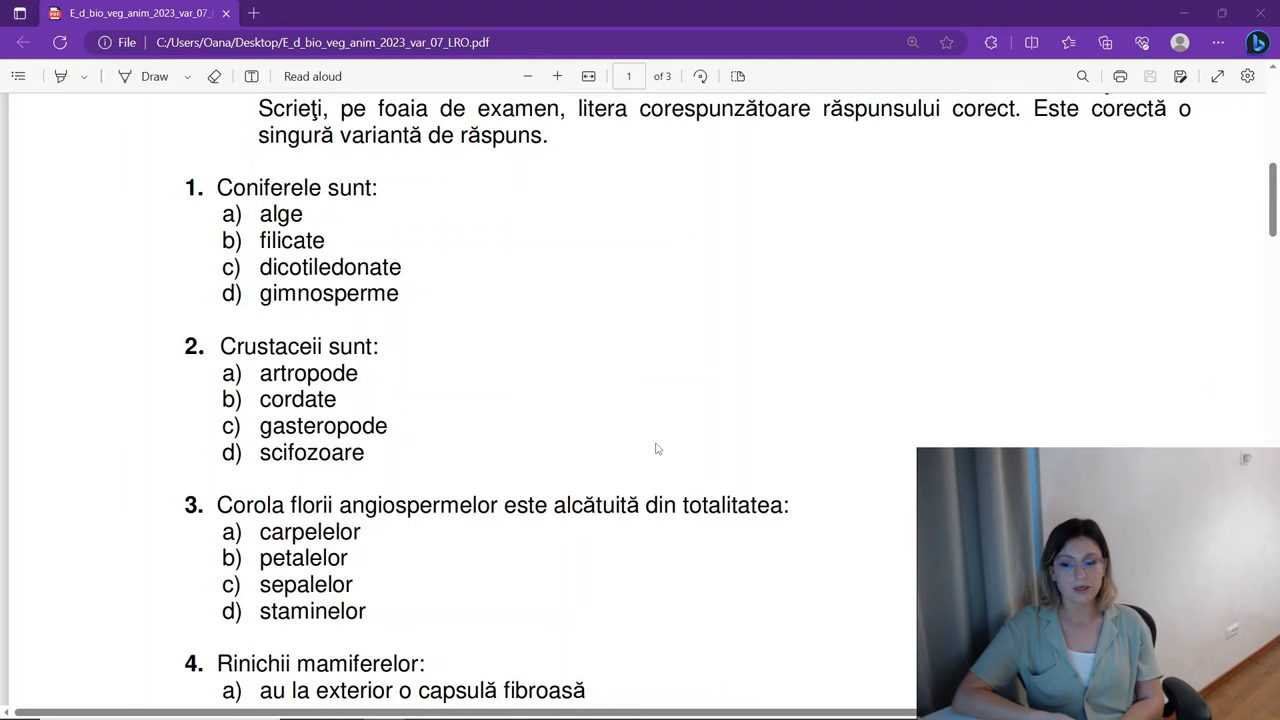 E_d_bio_veg_anim_2023_var_07_
File C:/Users/Oana/Desktop/E_d_bio_veg_anim_2023_var_07_LRO.pdf
Draw Read aloud 1 of 3
Scrieţi, pe foaia de examen, litera corespunzătoare răspunsului corect. Este corectă o
singură variantă de răspuns.
1. Coniferele sunt:
a) alge
b) filicate
c) dicotiledonate
d) gimnosperme
2. Crustaceii sunt:
a) artropode
b) cordate
c) gasteropode
d) scifozoare
3. Corola florii angiospermelor este alcătuită din totalitatea:
a) carpelelor
b) petalelor
c) sepalelor
d) staminelor
4. Rinichii mamiferelor:
a) au la exterior o capsulă fibroasă